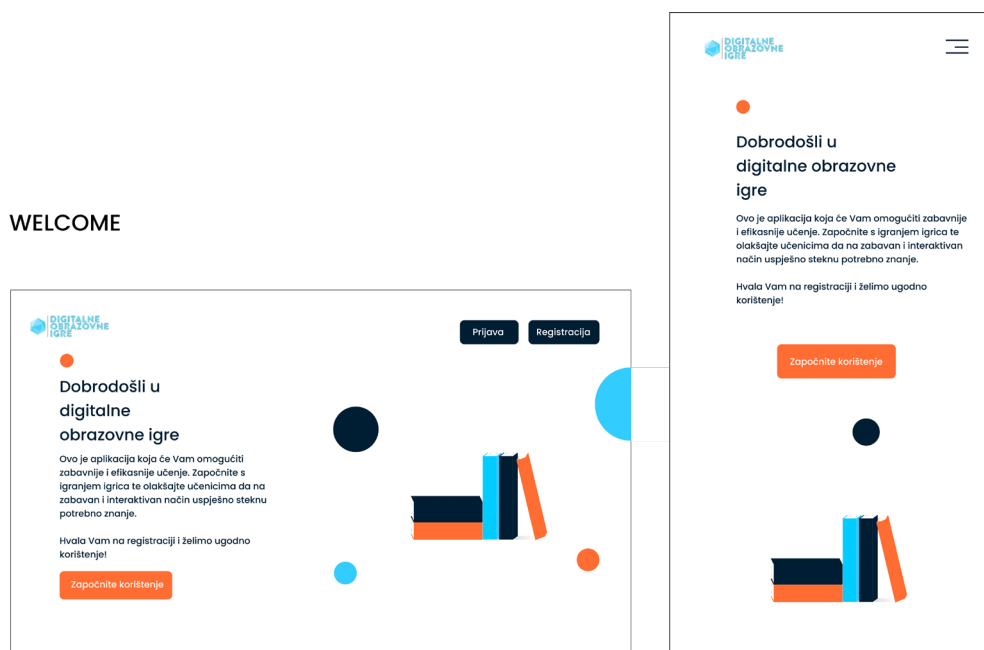 WELCOME
DIGITALNE
OBRAZOVNE
IGRE
Prijava
Registracija
Dobrodošli u
digitalne
obrazovne igre
Ovo je aplikacija koja će Vam omogućiti
zabavnije i efikasnije učenje. Započnite s
igranjem igrica te olakšajte učenicima da na
zabavan i interaktivan način uspješno steknu
potrebno znanje.
Hvala Vam na registraciji i želimo ugodno
korištenje!
Započnite korištenje
DIGITALNE
OBRAZOVNE
IGRE
Dobrodošli u
digitalne obrazovne
igre
Ovo je aplikacija koja će Vam omogućiti zabavnije
i efikasnije učenje. Započnite s igranjem igrica te
olakšajte učenicima da na zabavan i interaktivan
način uspješno steknu potrebno znanje.
Hvala Vam na registraciji i želimo ugodno
korištenje!
Započnite korištenje